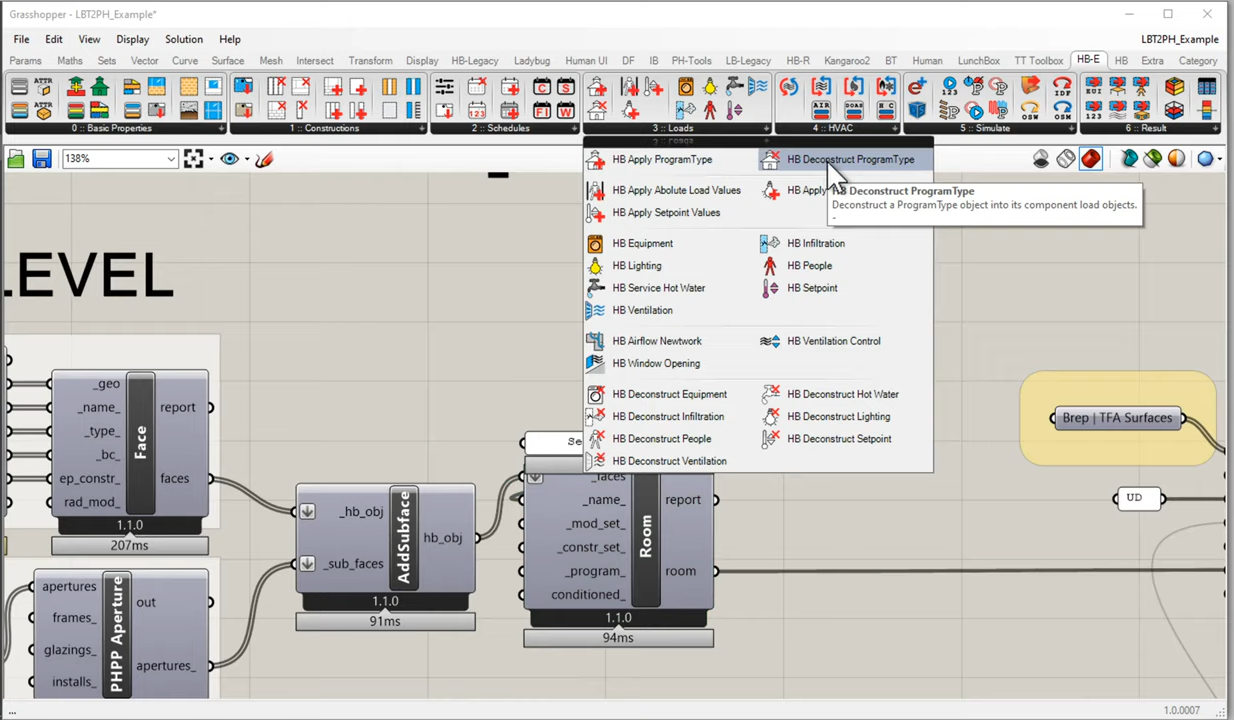 Grasshopper - LBT2PH_Example*
File Edit View Display Solution Help
LBT2PH_Example
Params Maths Sets Vector Curve Surface Mesh Intersect Transform Display HB-Legacy Ladybug Human UI DF IB PH-Tools LB-Legacy HB-R Kangaroo2 BT Human LunchBox TT Toolbox HB-E HB Extra Category
0 :: Basic Properties
1 :: Constructions
2 :: Schedules
3 :: Loads
4 :: HVAC
5 :: Simulate
6 :: Result
138%
HB Apply ProgramType
HB Deconstruct ProgramType
HB Apply Abolute Load Values
HB Apply
HB Deconstruct ProgramType
Deconstruct a ProgramType object into its component load objects.
-
HB Apply Setpoint Values
HB Equipment
HB Infiltration
HB Lighting
HB People
HB Service Hot Water
HB Setpoint
HB Ventilation
HB Airflow Newtwork
HB Ventilation Control
HB Window Opening
HB Deconstruct Equipment
HB Deconstruct Hot Water
HB Deconstruct Infiltration
HB Deconstruct Lighting
HB Deconstruct People
HB Deconstruct Setpoint
HB Deconstruct Ventilation
LEVEL
_geo
_name_
_type_
_bc_
ep_constr_
rad_mod_
Face
report
faces
1.1.0
207ms
apertures
frames_
glazings_
installs_
PHPP Aperture
out
apertures_
_hb_obj
_sub_faces
AddSubface
hb_obj
1.1.0
91ms
Se
_faces
_name_
_mod_set_
_constr_set_
_program_
conditioned_
Room
report
room
1.1.0
94ms
Brep | TFA Surfaces
UD
...
1.0.0007